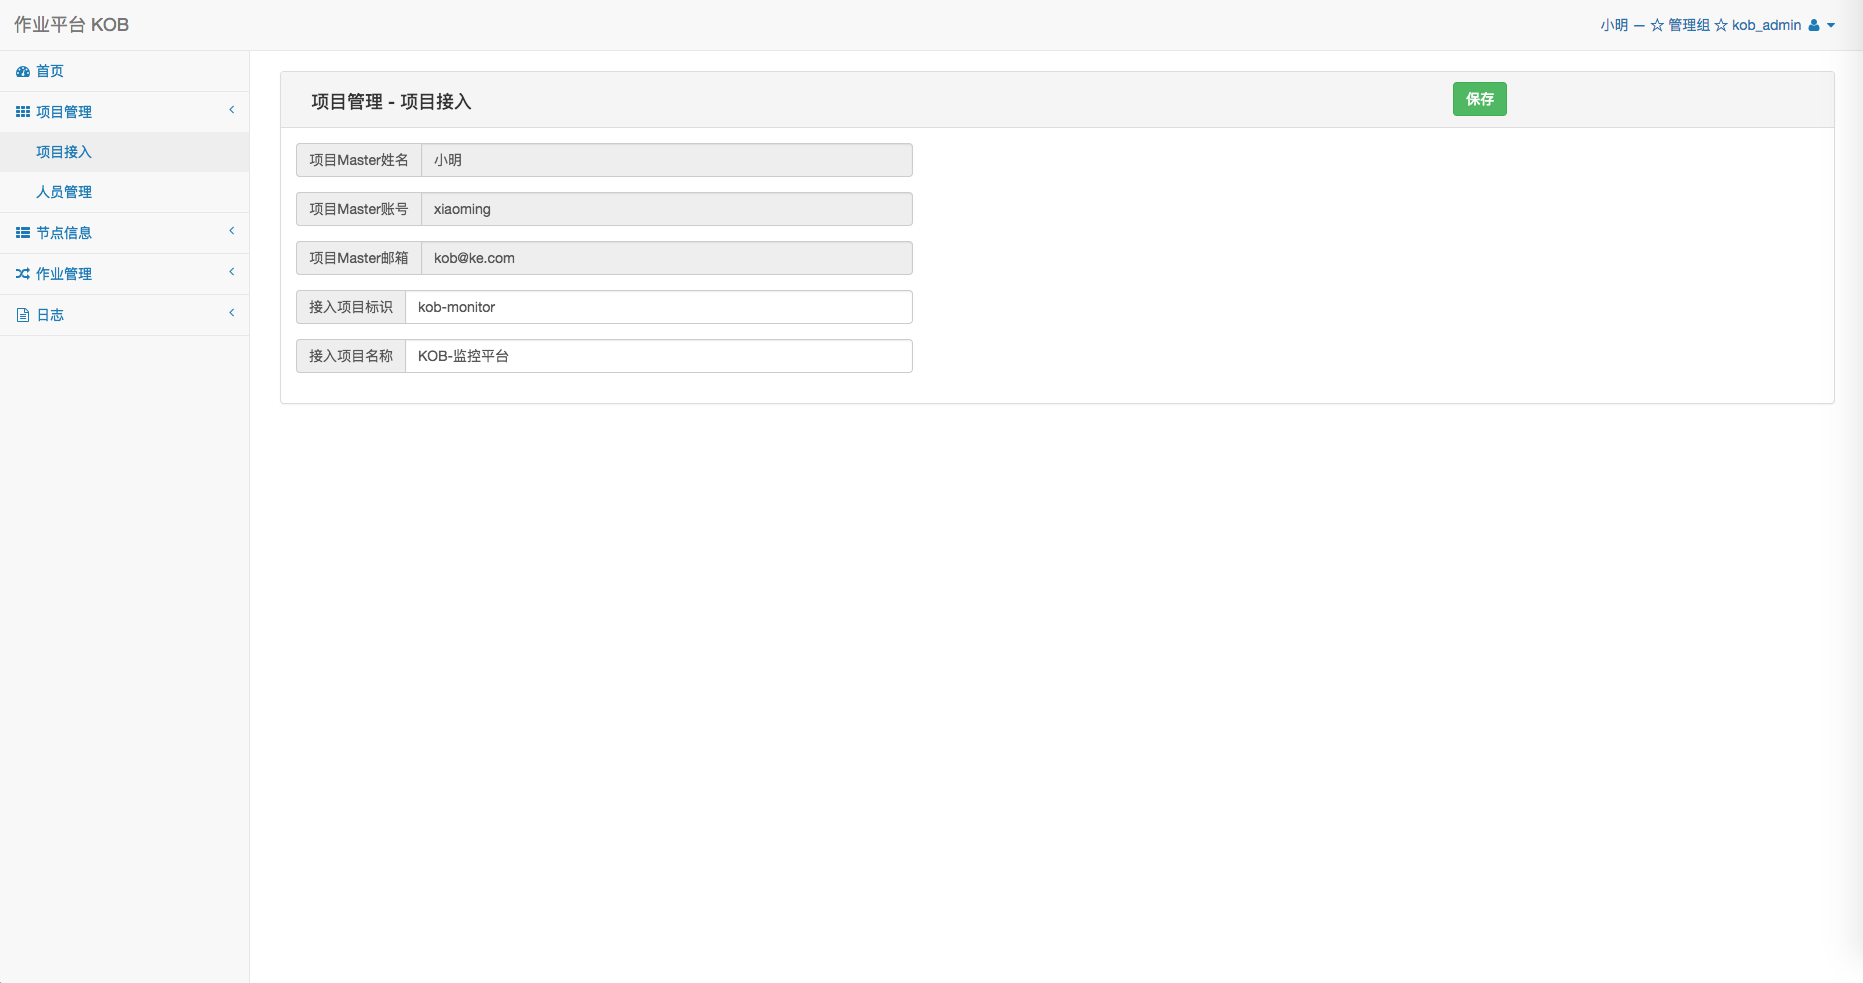 作业平台 KOB
小明 — ☆ 管理组 ☆ kob_admin
首页
项目管理
项目接入
人员管理
节点信息
作业管理
日志
项目管理 - 项目接入
保存
项目Master姓名 小明
项目Master账号 xiaoming
项目Master邮箱 kob@ke.com
接入项目标识 kob-monitor
接入项目名称 KOB-监控平台